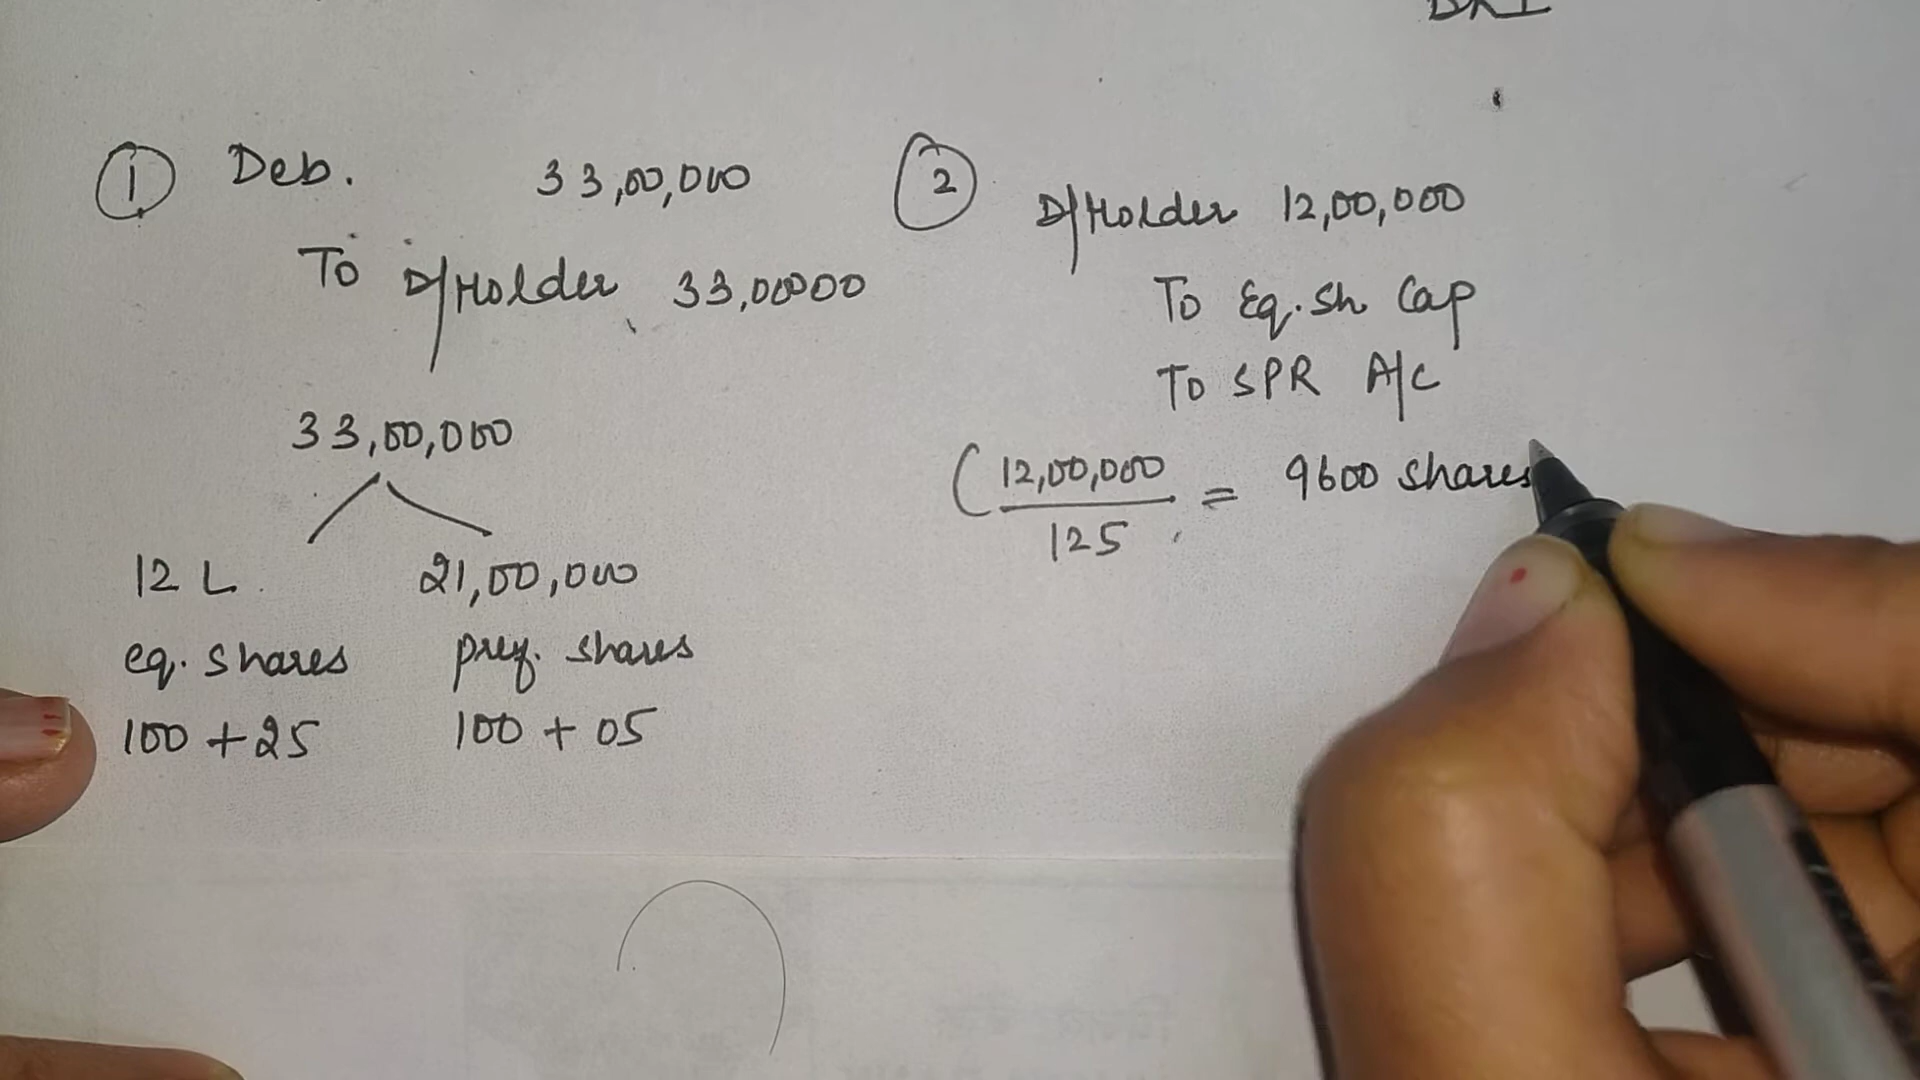 ① Deb. 33,00,000
To D/Holder 33,00000
33,00,000
12 L 21,00,000
eq. shares pref. shares
100 + 25 100 + 05
② D/Holder 12,00,000
To Eq. Sh Cap
To SPR A/C
( 12,00,000 / 125 = 9600 shares